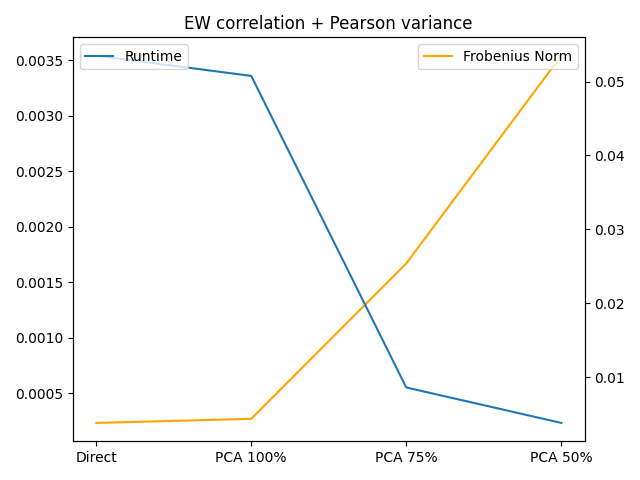 EW correlation + Pearson variance
Runtime
Frobenius Norm
0.0035
0.0030
0.0025
0.0020
0.0015
0.0010
0.0005
0.05
0.04
0.03
0.02
0.01
Direct
PCA 100%
PCA 75%
PCA 50%